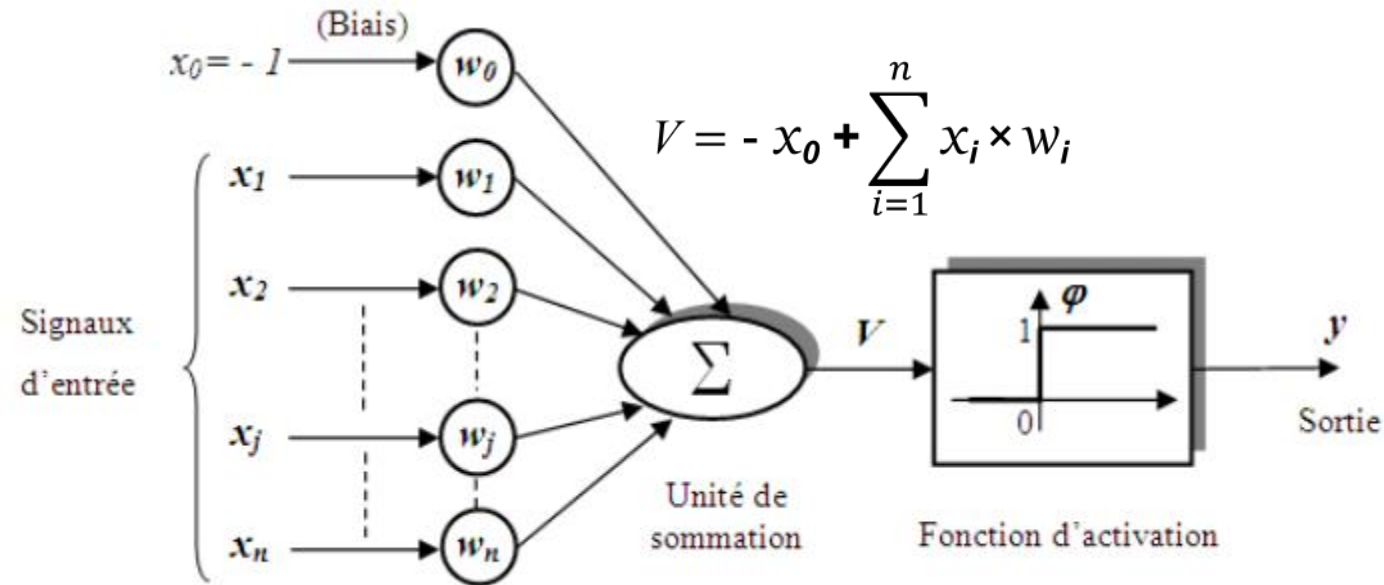 (Biais)
x₀ = - 1
w₀
V = - x₀ + ∑ᵢ₌₁ⁿ xᵢ × wᵢ
x₁
w₁
x₂
w₂
Signaux
d'entrée
Σ
V
φ
1
0
y
Sortie
xⱼ
wⱼ
xₙ
wₙ
Unité de
sommation
Fonction d'activation